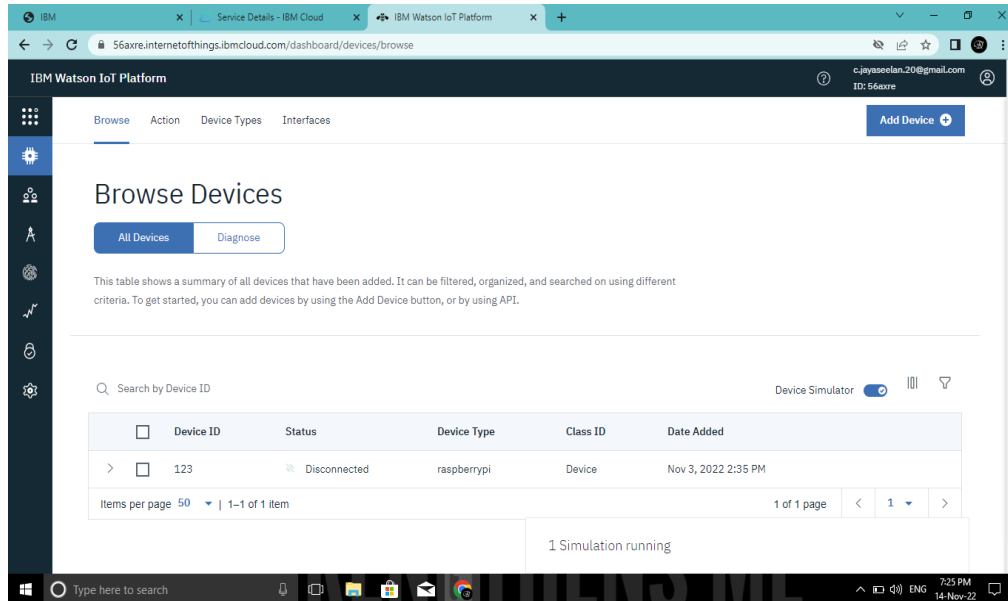 IBM
Service Details - IBM Cloud
IBM Watson IoT Platform
56axre.internetofthings.ibmcloud.com/dashboard/devices/browse
IBM Watson IoT Platform
c.jayaseelan.20@gmail.com
ID: 56axre
Browse Action Device Types Interfaces
Add Device
Browse Devices
All Devices Diagnose
This table shows a summary of all devices that have been added. It can be filtered, organized, and searched on using different
criteria. To get started, you can add devices by using the Add Device button, or by using API.
Search by Device ID
Device Simulator
Device ID Status Device Type Class ID Date Added
123 Disconnected raspberrypi Device Nov 3, 2022 2:35 PM
Items per page 50 | 1–1 of 1 item
1 of 1 page 1
1 Simulation running
Type here to search
ENG
7:25 PM
14-Nov-22